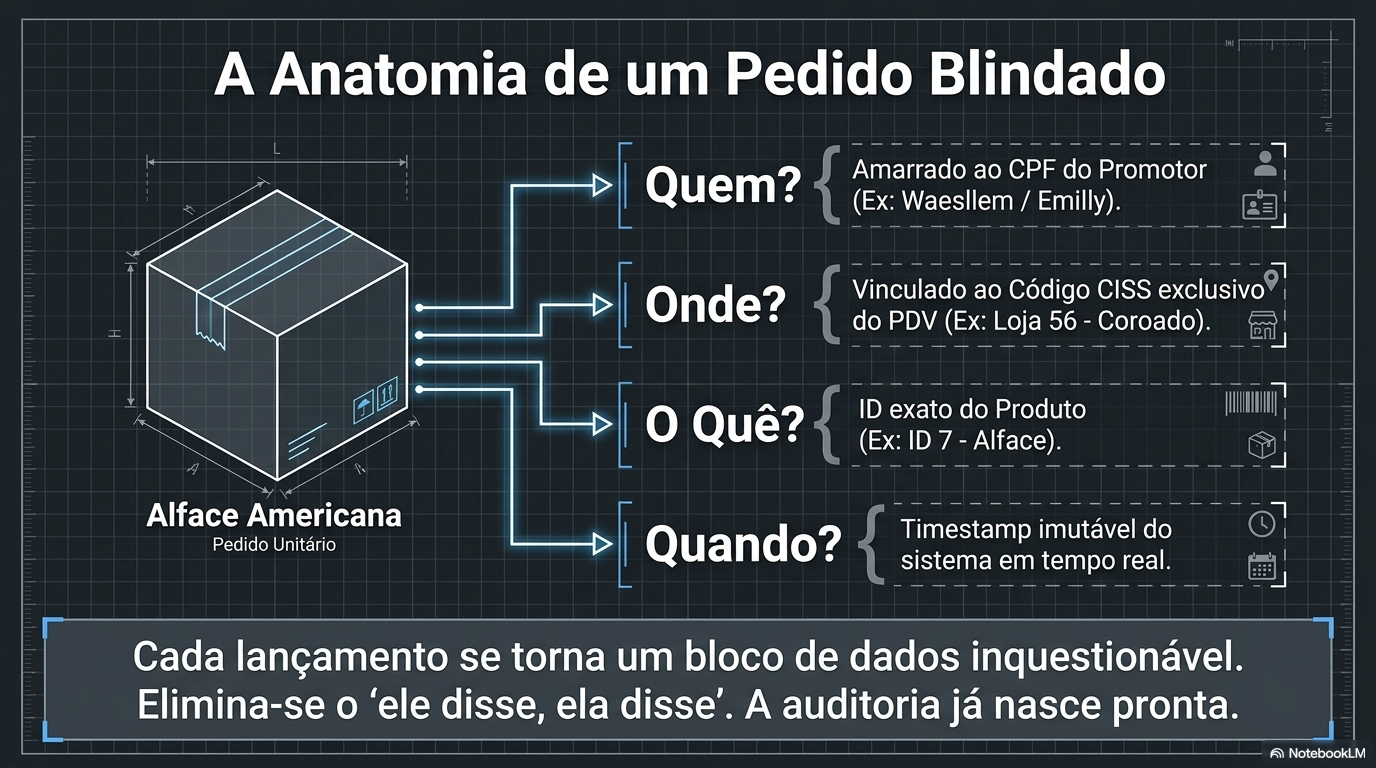 A Anatomia de um Pedido Blindado
L
H
Alface Americana
Pedido Unitário
Quem?
Amarrado ao CPF do Promotor
(Ex: Waesllem / Emilly).
Onde?
Vinculado ao Código CISS exclusivo
do PDV (Ex: Loja 56 - Coroado).
O Quê?
ID exato do Produto
(Ex: ID 7 - Alface).
Quando?
Timestamp imutável do
sistema em tempo real.
Cada lançamento se torna um bloco de dados inquestionável.
Elimina-se o ‘ele disse, ela disse’. A auditoria já nasce pronta.
NotebookLM